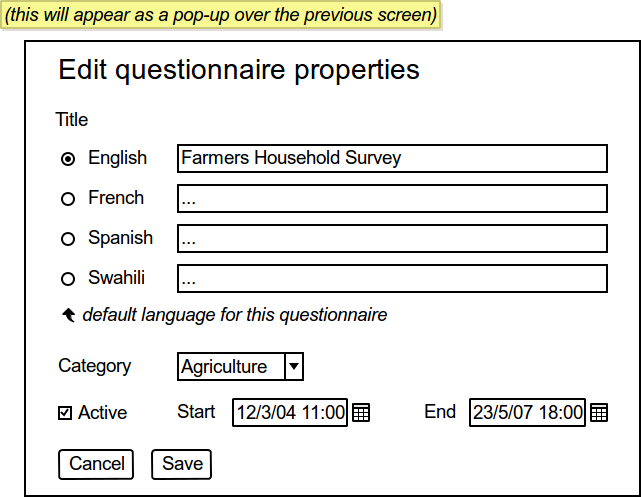 (this will appear as a pop-up over the previous screen)
Edit questionnaire properties
Title
English Farmers Household Survey
French ...
Spanish ...
Swahili ...
default language for this questionnaire
Category Agriculture
Active Start 12/3/04 11:00 End 23/5/07 18:00
Cancel Save